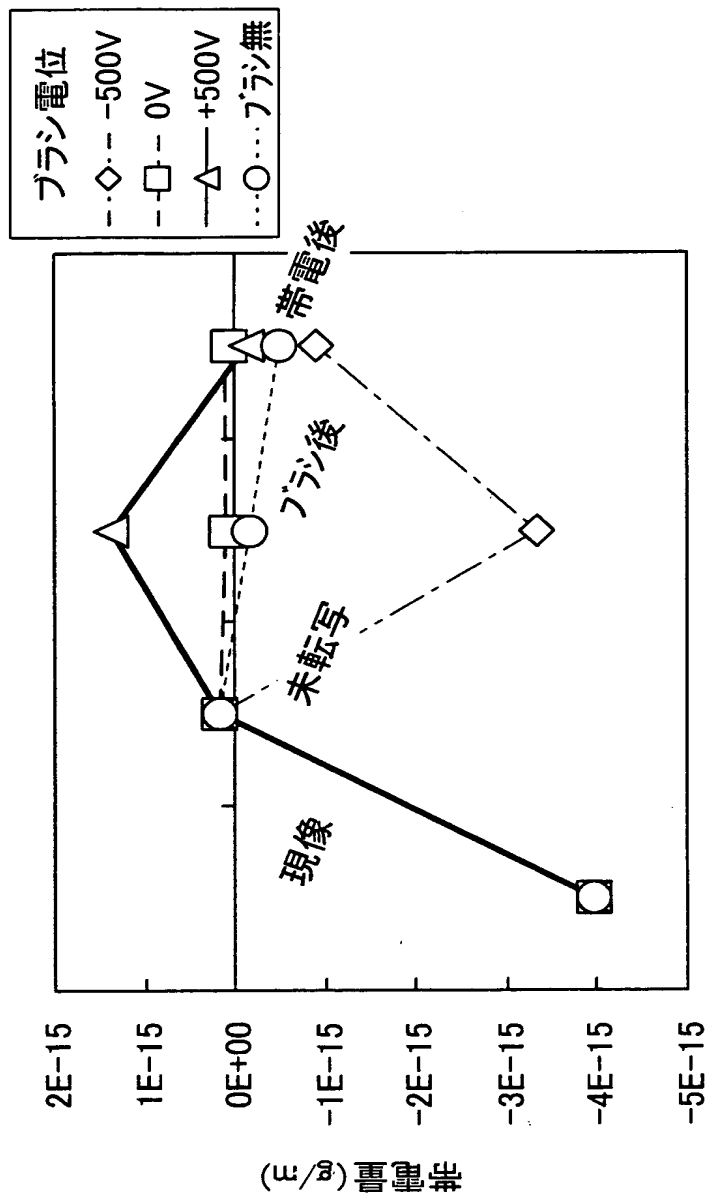 ブラシ電位
-500V
0V
+500V
ブラシ無
2E-15
1E-15
0E+00
-1E-15
-2E-15
-3E-15
-4E-15
-5E-15
帯電量(g/m)
現像
未転写
ブラシ後
帯電後